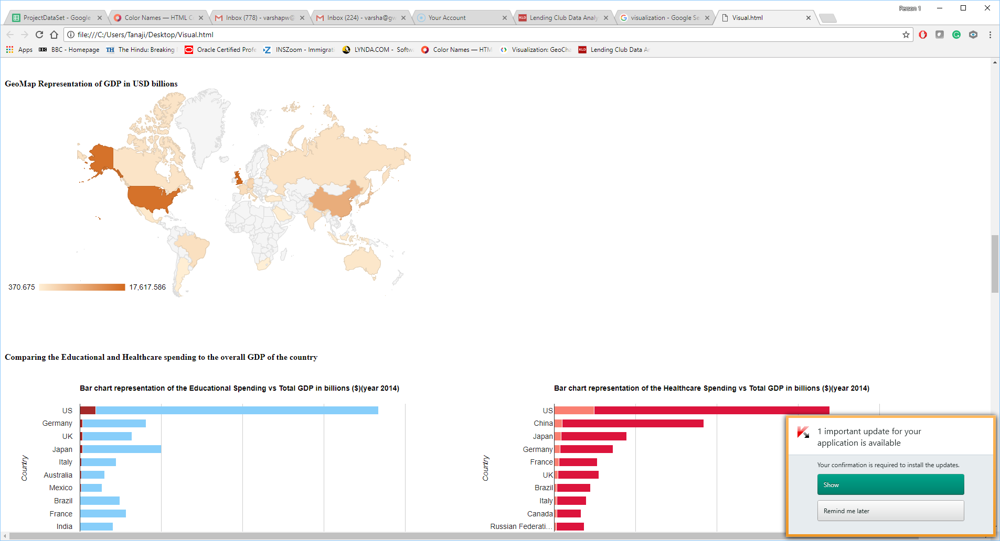 Person 1
ProjectDataSet - Google
Color Names — HTML C
Inbox (778) - varshapw@
Inbox (224) - varsha@gw
Your Account
KLD Lending Club Data Analy
visualization - Google Se
Visual.html
file:///C:/Users/Tanaji/Desktop/Visual.html
Apps
BBC BBC - Homepage
TH The Hindu: Breaking
Oracle Certified Profe
INSZoom - Immigrati
LYNDA.COM - Softw
Color Names — HTM
Visualization: GeoCha
KLD Lending Club Data An
GeoMap Representation of GDP in USD billions
370.675 17,617.586
Comparing the Educational and Healthcare spending to the overall GDP of the country
Bar chart representation of the Educational Spending vs Total GDP in billions ($)(year 2014)
Country
US
Germany
UK
Japan
Italy
Australia
Mexico
Brazil
France
India
Bar chart representation of the Healthcare Spending vs Total GDP in billions ($)(year 2014)
Country
US
China
Japan
Germany
France
UK
Brazil
Italy
Canada
Russian Federati...
1 important update for your
application is available
Your confirmation is required to install the updates.
Show
Remind me later